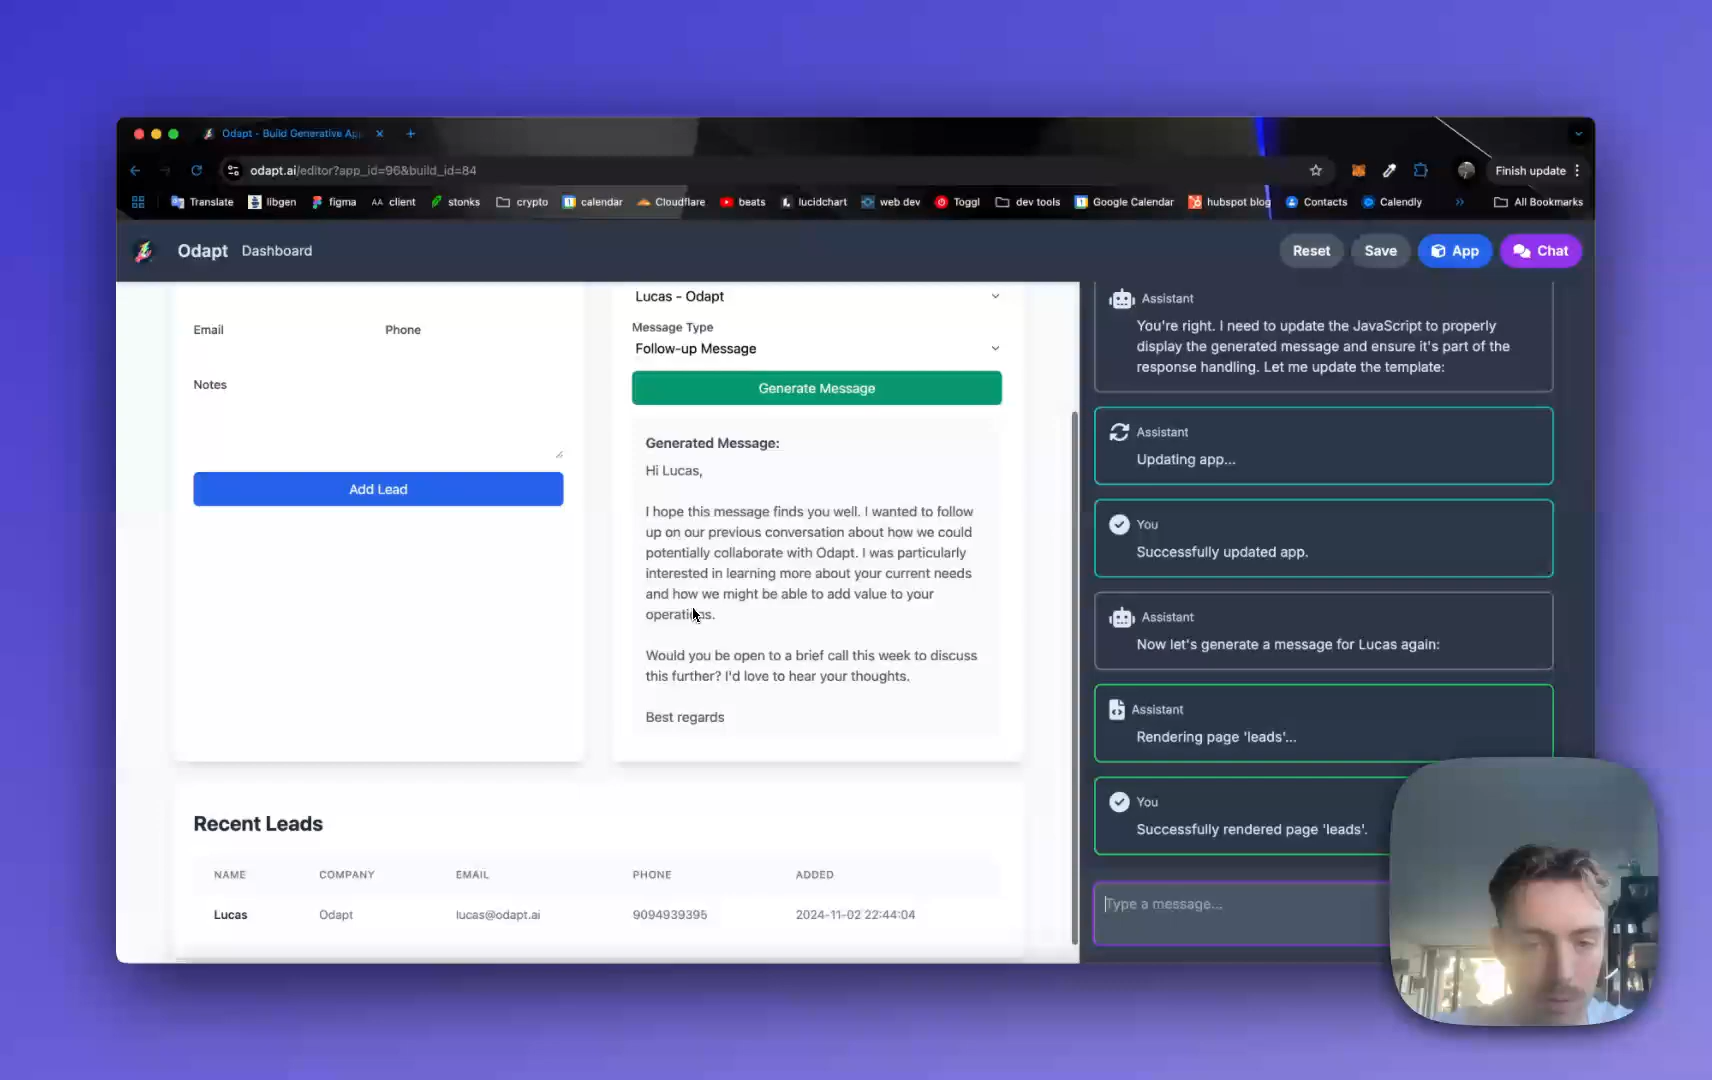 Odapt - Build Generative Ap
odapt.ai/editor?app_id=96&build_id=84
Finish update
Translate
libgen
figma
AA client
stonks
crypto
calendar
Cloudflare
beats
lucidchart
web dev
Toggl
dev tools
Google Calendar
hubspot blog
Contacts
Calendly
»
All Bookmarks
Odapt
Dashboard
Reset
Save
App
Chat
Email
Phone
Notes
Add Lead
Lucas - Odapt
Message Type
Follow-up Message
Generate Message
Generated Message:
Hi Lucas,
I hope this message finds you well. I wanted to follow
up on our previous conversation about how we could
potentially collaborate with Odapt. I was particularly
interested in learning more about your current needs
and how we might be able to add value to your
operations.
Would you be open to a brief call this week to discuss
this further? I'd love to hear your thoughts.
Best regards
Recent Leads
NAME COMPANY EMAIL PHONE ADDED
Lucas Odapt lucas@odapt.ai 9094939395 2024-11-02 22:44:04
Assistant
You're right. I need to update the JavaScript to properly
display the generated message and ensure it's part of the
response handling. Let me update the template:
Assistant
Updating app...
You
Successfully updated app.
Assistant
Now let's generate a message for Lucas again:
Assistant
Rendering page 'leads'...
You
Successfully rendered page 'leads'.
Type a message...